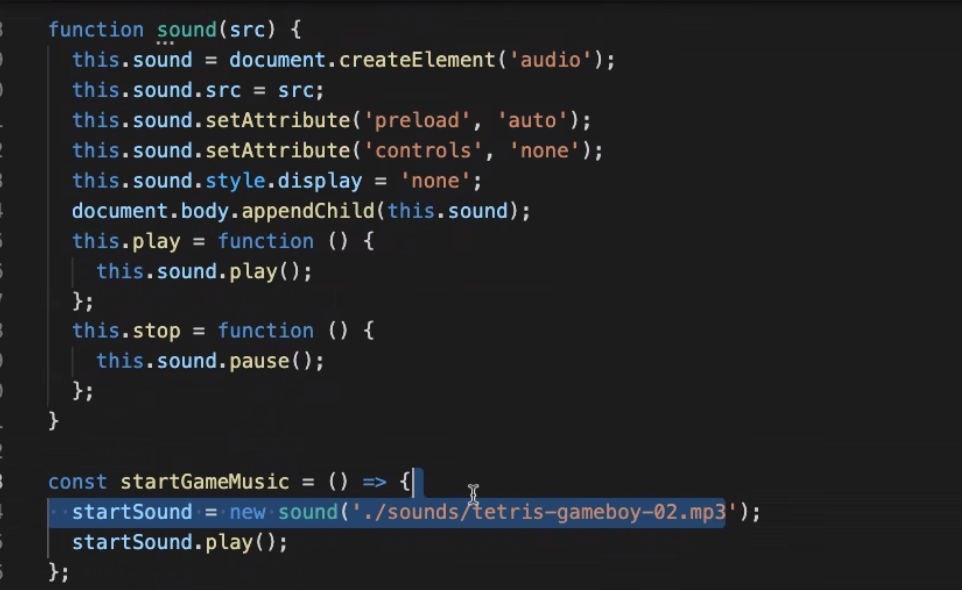 function sound(src) {
  this.sound = document.createElement('audio');
  this.sound.src = src;
  this.sound.setAttribute('preload', 'auto');
  this.sound.setAttribute('controls', 'none');
  this.sound.style.display = 'none';
  document.body.appendChild(this.sound);
  this.play = function () {
    this.sound.play();
  };
  this.stop = function () {
    this.sound.pause();
  };
}

const startGameMusic = () => {
  startSound = new sound('./sounds/tetris-gameboy-02.mp3');
  startSound.play();
};